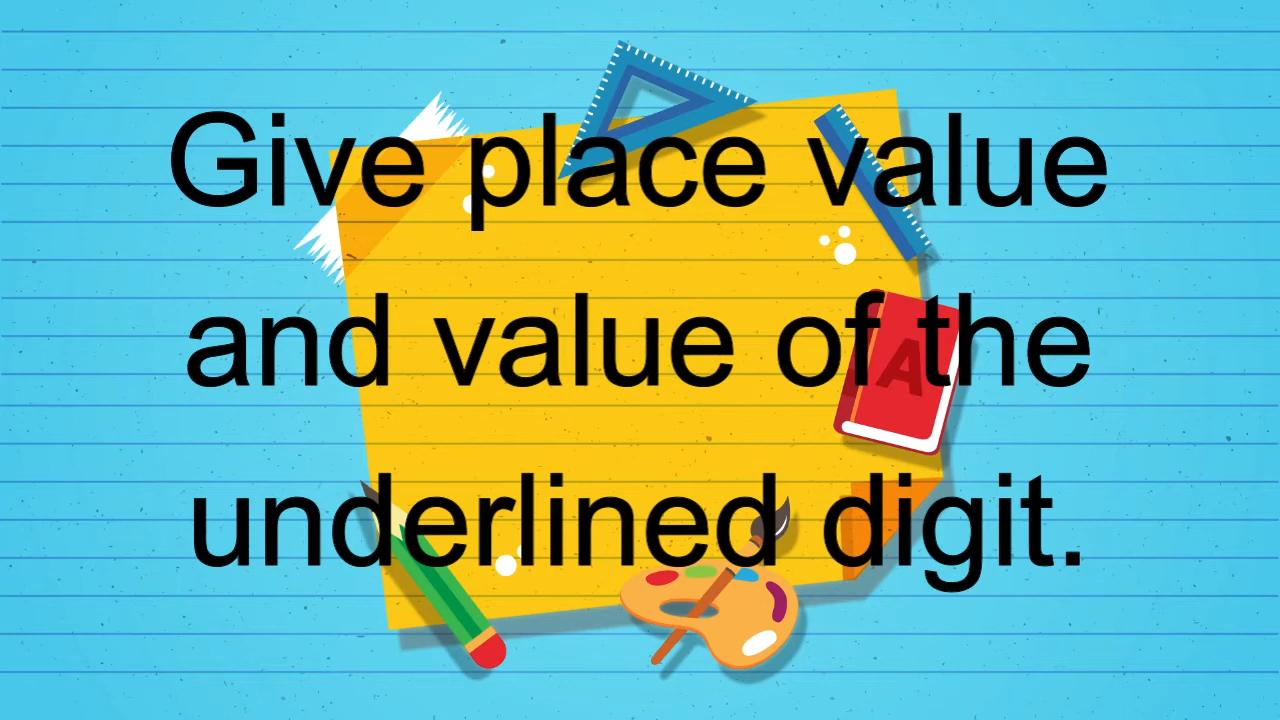 Give place value
and value of the
underlined digit.
A